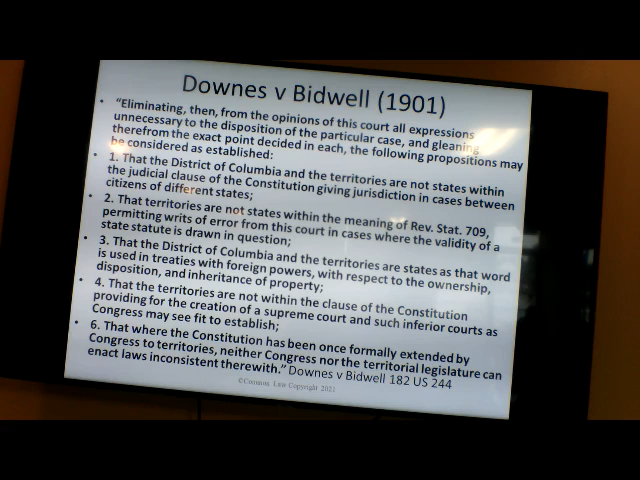 Downes v Bidwell (1901)
• “Eliminating, then, from the opinions of this court all expressions
unnecessary to the disposition of the particular case, and gleaning
therefrom the exact point decided in each, the following propositions may
be considered as established:
• 1. That the District of Columbia and the territories are not states within
the judicial clause of the Constitution giving jurisdiction in cases between
citizens of different states;
• 2. That territories are not states within the meaning of Rev. Stat. 709,
permitting writs of error from this court in cases where the validity of a
state statute is drawn in question;
• 3. That the District of Columbia and the territories are states as that word
is used in treaties with foreign powers, with respect to the ownership,
disposition, and inheritance of property;
• 4. That the territories are not within the clause of the Constitution
providing for the creation of a supreme court and such inferior courts as
Congress may see fit to establish;
• 6. That where the Constitution has been once formally extended by
Congress to territories, neither Congress nor the territorial legislature can
enact laws inconsistent therewith.” Downes v Bidwell 182 US 244
©Common Law Copyright 2021